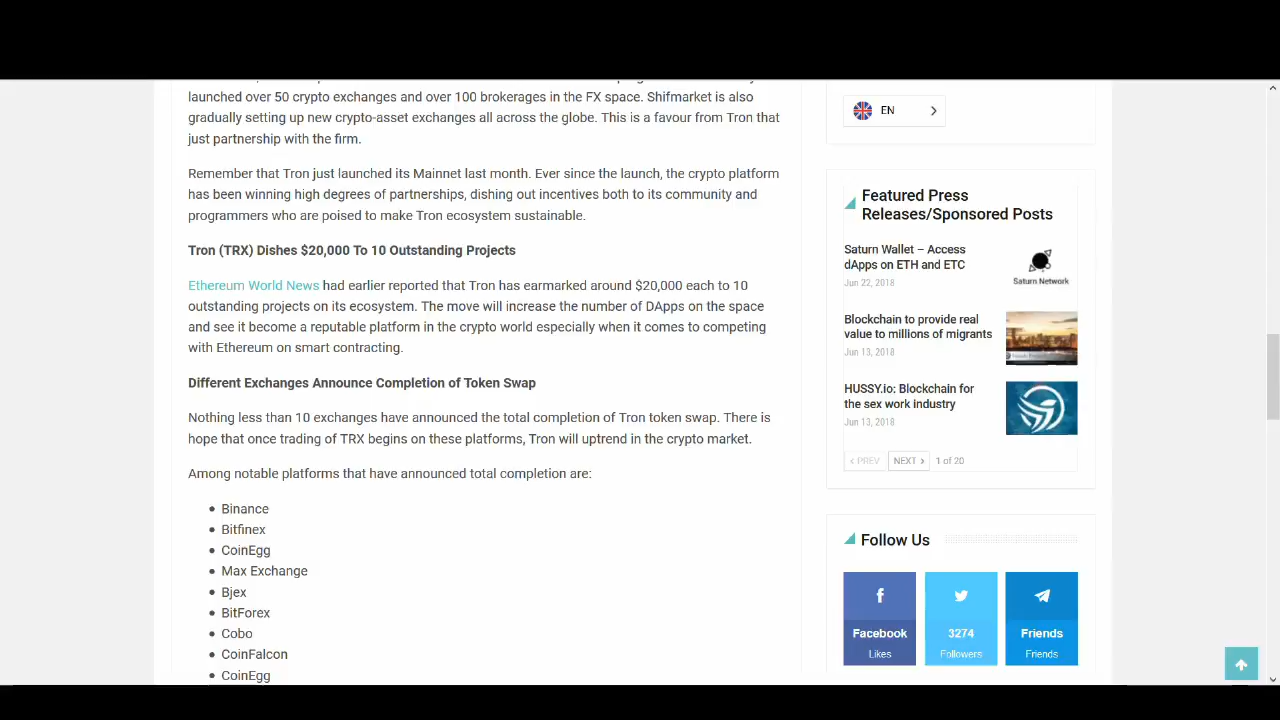 launched over 50 crypto exchanges and over 100 brokerages in the FX space. Shifmarket is also
gradually setting up new crypto-asset exchanges all across the globe. This is a favour from Tron that
just partnership with the firm.
Remember that Tron just launched its Mainnet last month. Ever since the launch, the crypto platform
has been winning high degrees of partnerships, dishing out incentives both to its community and
programmers who are poised to make Tron ecosystem sustainable.
Tron (TRX) Dishes $20,000 To 10 Outstanding Projects
Ethereum World News had earlier reported that Tron has earmarked around $20,000 each to 10
outstanding projects on its ecosystem. The move will increase the number of DApps on the space
and see it become a reputable platform in the crypto world especially when it comes to competing
with Ethereum on smart contracting.
Different Exchanges Announce Completion of Token Swap
Nothing less than 10 exchanges have announced the total completion of Tron token swap. There is
hope that once trading of TRX begins on these platforms, Tron will uptrend in the crypto market.
Among notable platforms that have announced total completion are:
Binance
Bitfinex
CoinEgg
Max Exchange
Bjex
BitForex
Cobo
CoinFalcon
CoinEgg
EN
Featured Press
Releases/Sponsored Posts
Saturn Wallet – Access
dApps on ETH and ETC
Jun 22, 2018
Saturn Network
Blockchain to provide real
value to millions of migrants
Jun 13, 2018
HUSSY.io: Blockchain for
the sex work industry
Jun 13, 2018
PREV NEXT 1 of 20
Follow Us
Facebook
Likes
3274
Followers
Friends
Friends